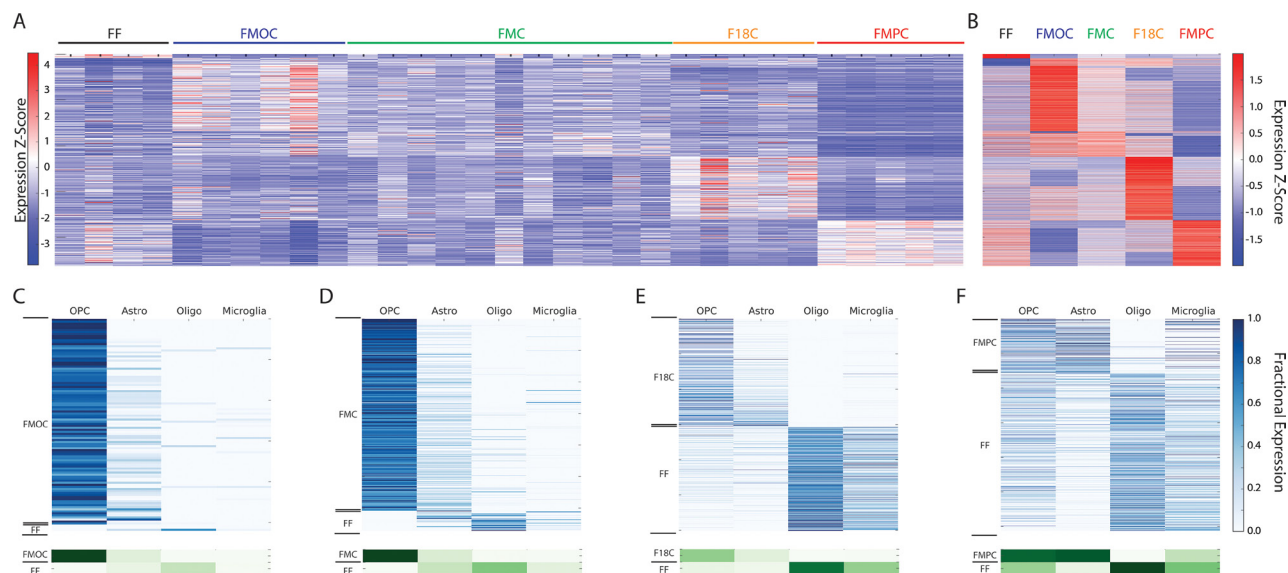 A
B
FF FMOC FMC F18C FMPC
FF FMOC FMC F18C FMPC
Expression Z-Score
4
3
2
1
0
-1
-2
-3
1.5
1.0
0.5
0.0
-0.5
-1.0
-1.5
Expression Z-Score
C
D
E
F
OPC Astro Oligo Microglia
OPC Astro Oligo Microglia
OPC Astro Oligo Microglia
OPC Astro Oligo Microglia
FMOC
FF
FMOC
FF
FMC
FF
FMC
FF
F18C
FF
F18C
FF
FMPC
FF
FMPC
FF
1.0
0.8
0.6
0.4
0.2
0.0
Fractional Expression